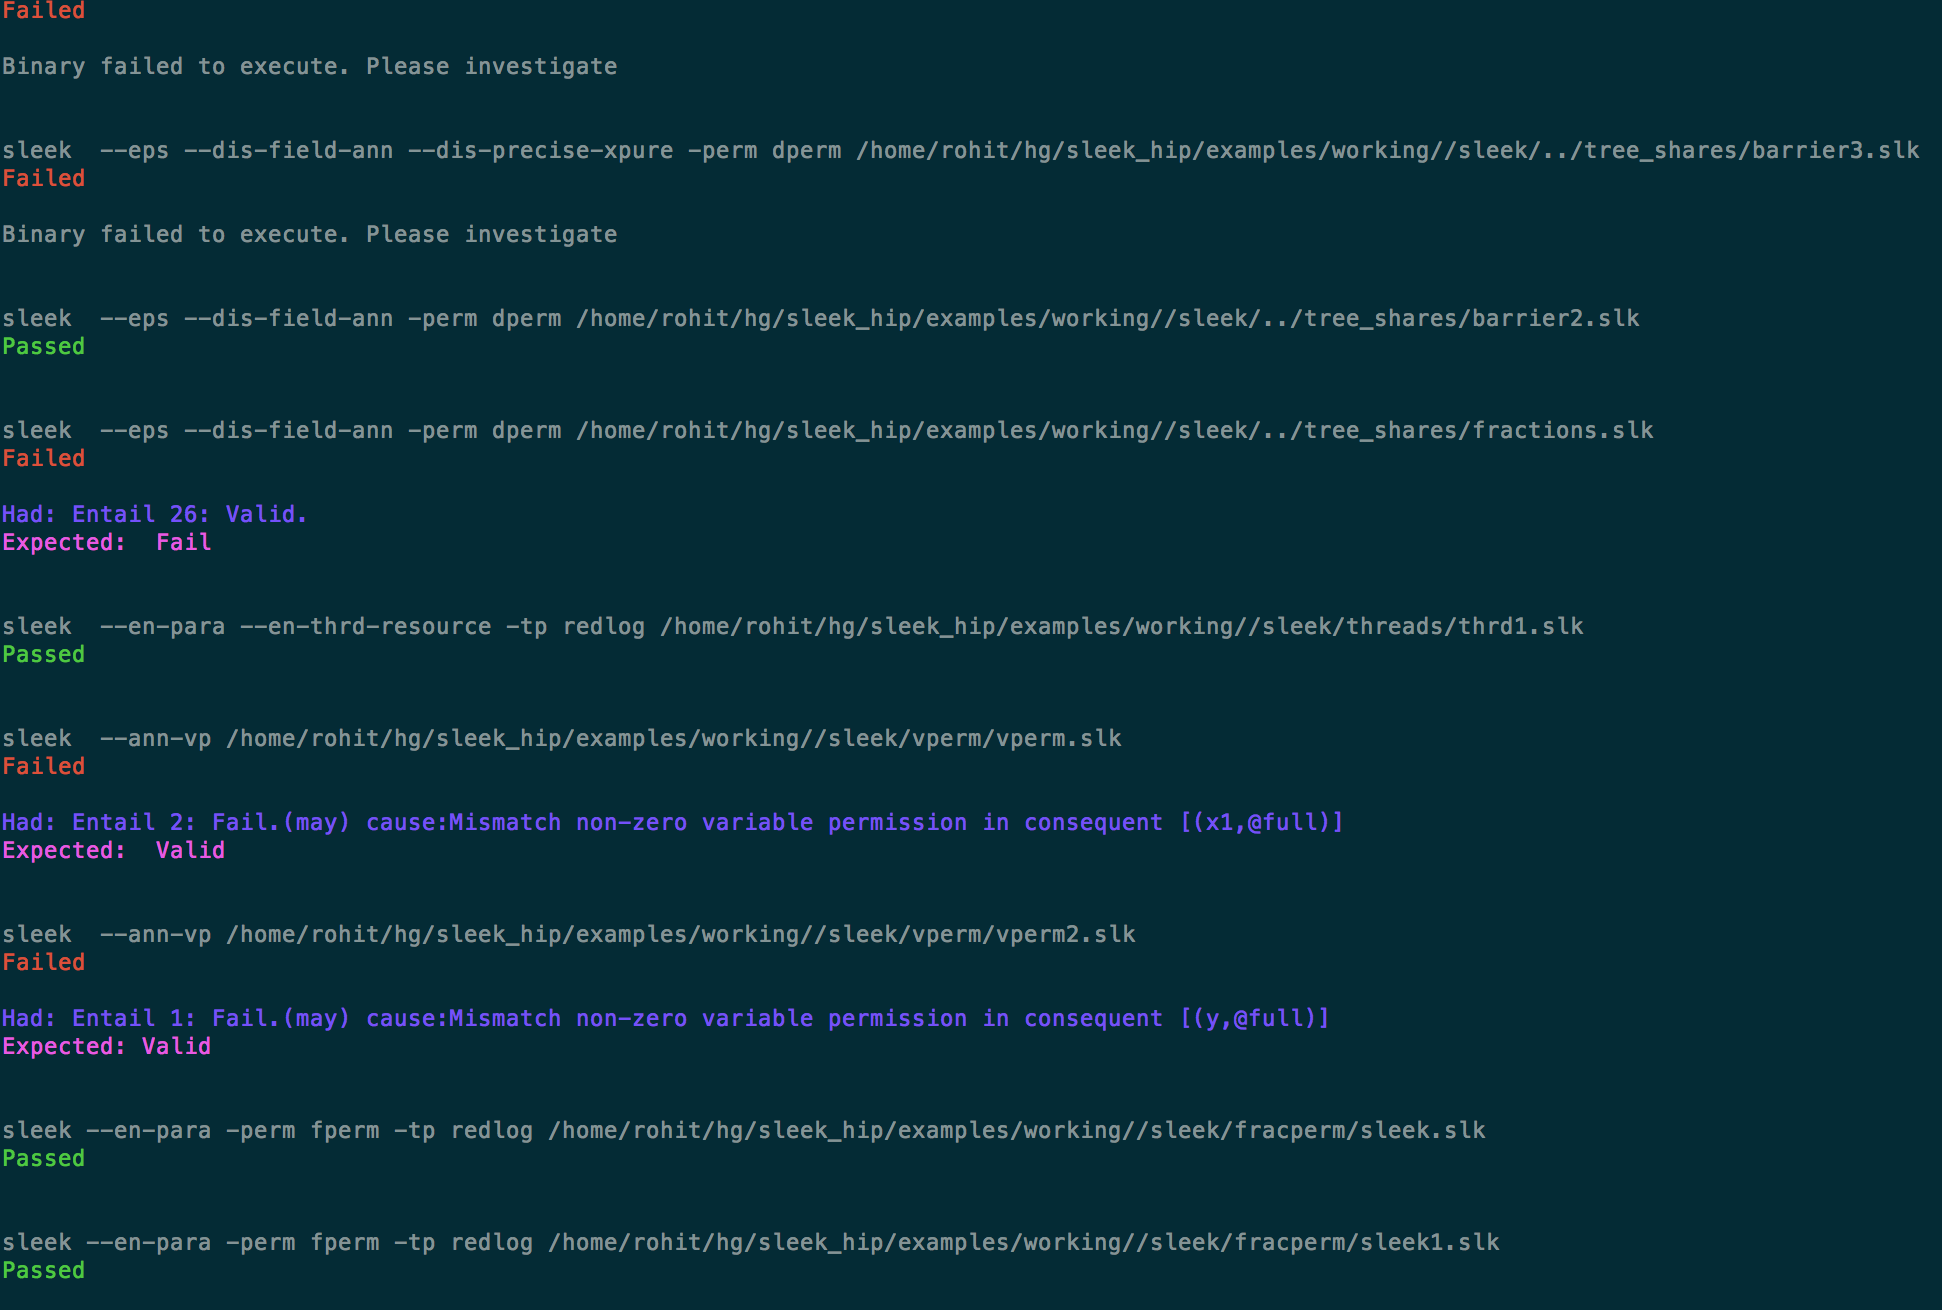 Failed
Binary failed to execute. Please investigate
sleek  --eps --dis-field-ann --dis-precise-xpure -perm dperm /home/rohit/hg/sleek_hip/examples/working//sleek/../tree_shares/barrier3.slk
Failed
Binary failed to execute. Please investigate
sleek  --eps --dis-field-ann -perm dperm /home/rohit/hg/sleek_hip/examples/working//sleek/../tree_shares/barrier2.slk
Passed
sleek  --eps --dis-field-ann -perm dperm /home/rohit/hg/sleek_hip/examples/working//sleek/../tree_shares/fractions.slk
Failed
Had: Entail 26: Valid.
Expected:  Fail
sleek  --en-para --en-thrd-resource -tp redlog /home/rohit/hg/sleek_hip/examples/working//sleek/threads/thrd1.slk
Passed
sleek  --ann-vp /home/rohit/hg/sleek_hip/examples/working//sleek/vperm/vperm.slk
Failed
Had: Entail 2: Fail.(may) cause:Mismatch non-zero variable permission in consequent [(x1,@full)]
Expected:  Valid
sleek  --ann-vp /home/rohit/hg/sleek_hip/examples/working//sleek/vperm/vperm2.slk
Failed
Had: Entail 1: Fail.(may) cause:Mismatch non-zero variable permission in consequent [(y,@full)]
Expected: Valid
sleek --en-para -perm fperm -tp redlog /home/rohit/hg/sleek_hip/examples/working//sleek/fracperm/sleek.slk
Passed
sleek --en-para -perm fperm -tp redlog /home/rohit/hg/sleek_hip/examples/working//sleek/fracperm/sleek1.slk
Passed